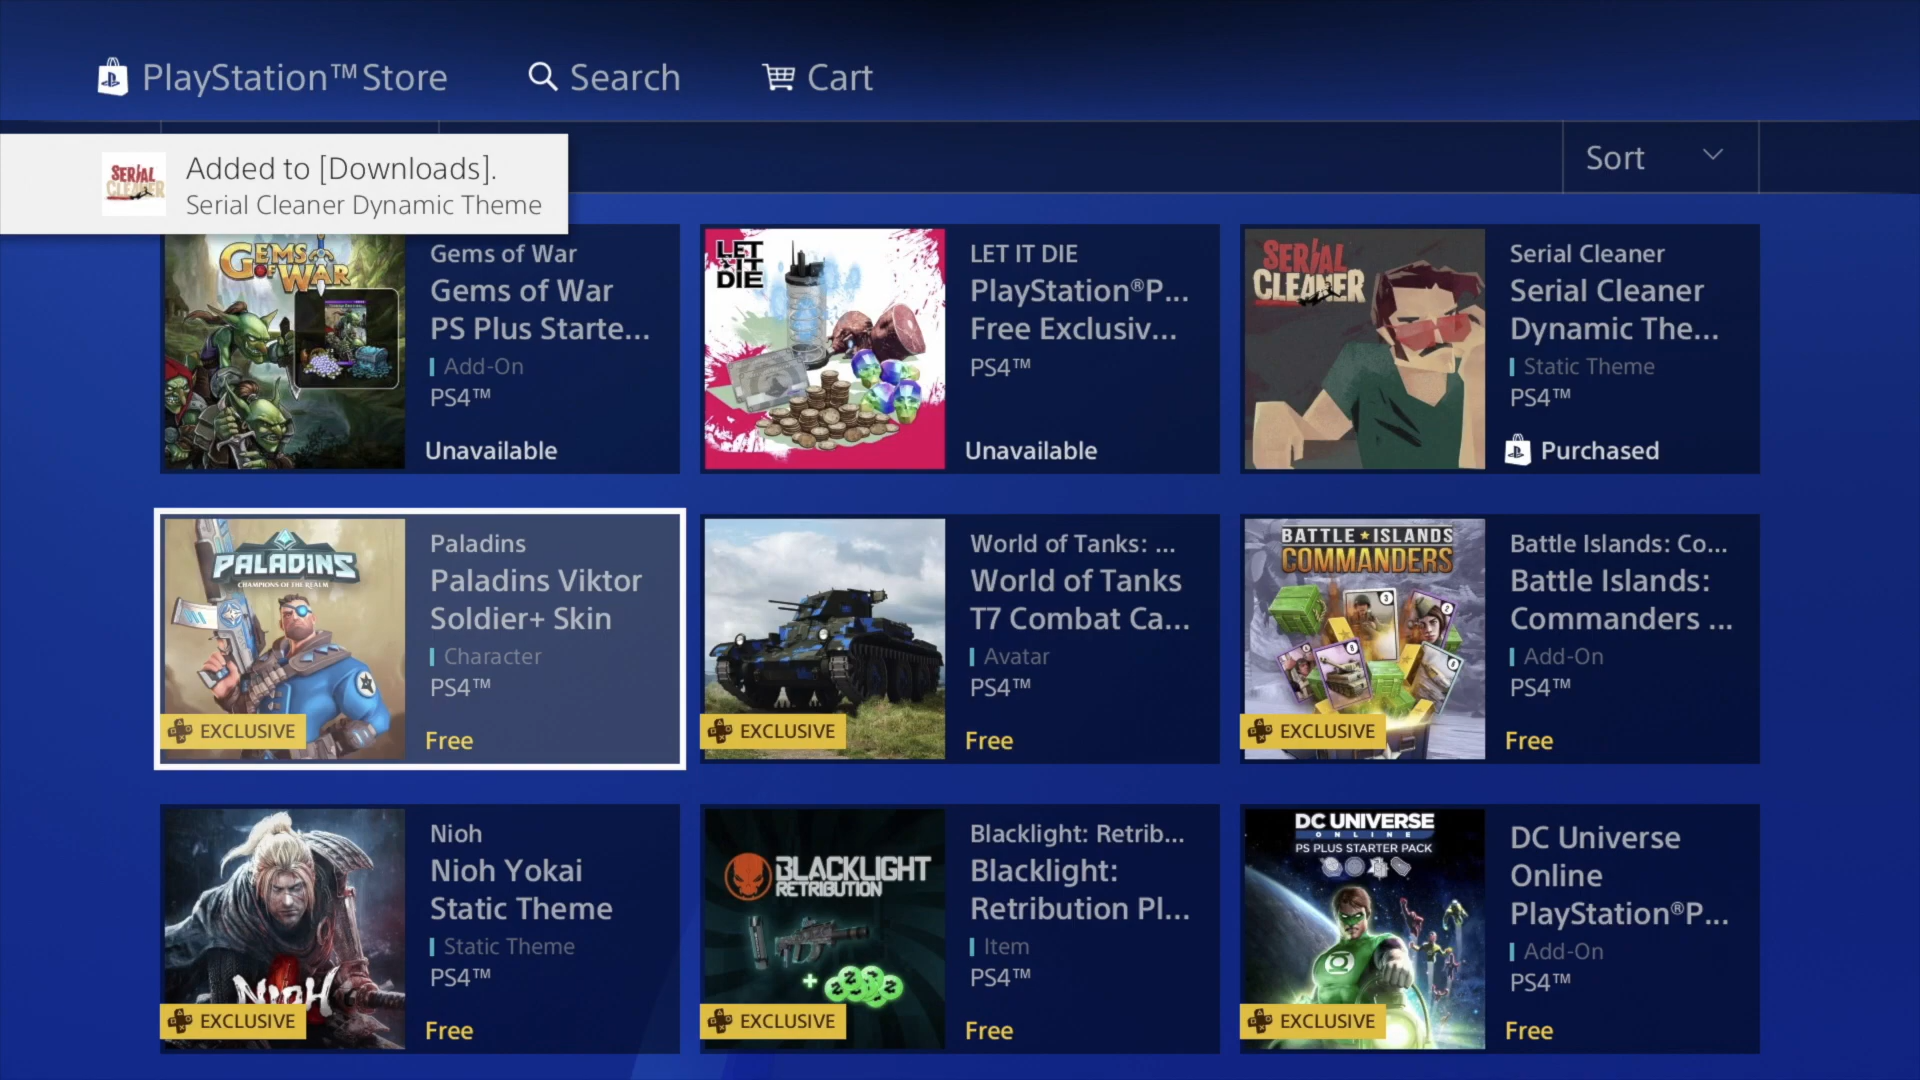 PlayStation™Store
Search
Cart
Sort
SERIAL
CLEANER
Added to [Downloads].
Serial Cleaner Dynamic Theme
GEMS
OF WAR
Gems of War
Gems of War
PS Plus Starte...
Add-On
PS4™
Unavailable
LET
IT
DIE
LET IT DIE
PlayStation®P...
Free Exclusiv...
PS4™
Unavailable
SERIAL
CLEANER
Serial Cleaner
Serial Cleaner
Dynamic The...
Static Theme
PS4™
Purchased
PALADINS
CHAMPIONS OF THE REALM
EXCLUSIVE
Paladins
Paladins Viktor
Soldier+ Skin
Character
PS4™
Free
EXCLUSIVE
World of Tanks: ...
World of Tanks
T7 Combat Ca...
Avatar
PS4™
Free
BATTLE ISLANDS
COMMANDERS
EXCLUSIVE
Battle Islands: Co...
Battle Islands:
Commanders ...
Add-On
PS4™
Free
NIOH
EXCLUSIVE
Nioh
Nioh Yokai
Static Theme
Static Theme
PS4™
Free
BLACKLIGHT
RETRIBUTION
+
EXCLUSIVE
Blacklight: Retrib...
Blacklight:
Retribution Pl...
Item
PS4™
Free
DC UNIVERSE
ONLINE
PS PLUS STARTER PACK
EXCLUSIVE
DC Universe
Online
PlayStation®P...
Add-On
PS4™
Free